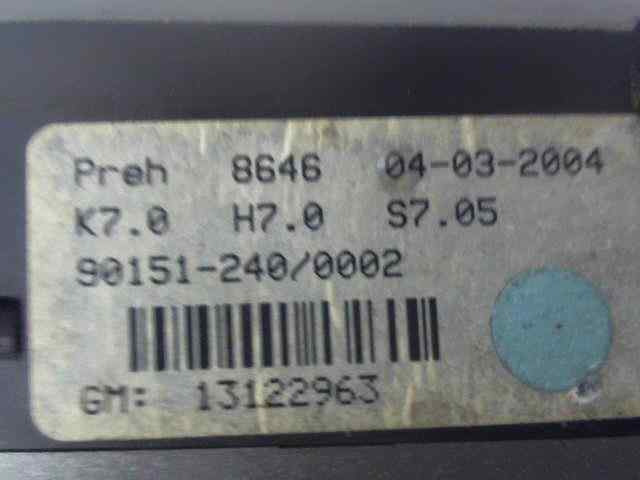 Preh 8646 04-03-2004
K7.0 H7.0 S7.05
90151-240/0002
GM: 13122963